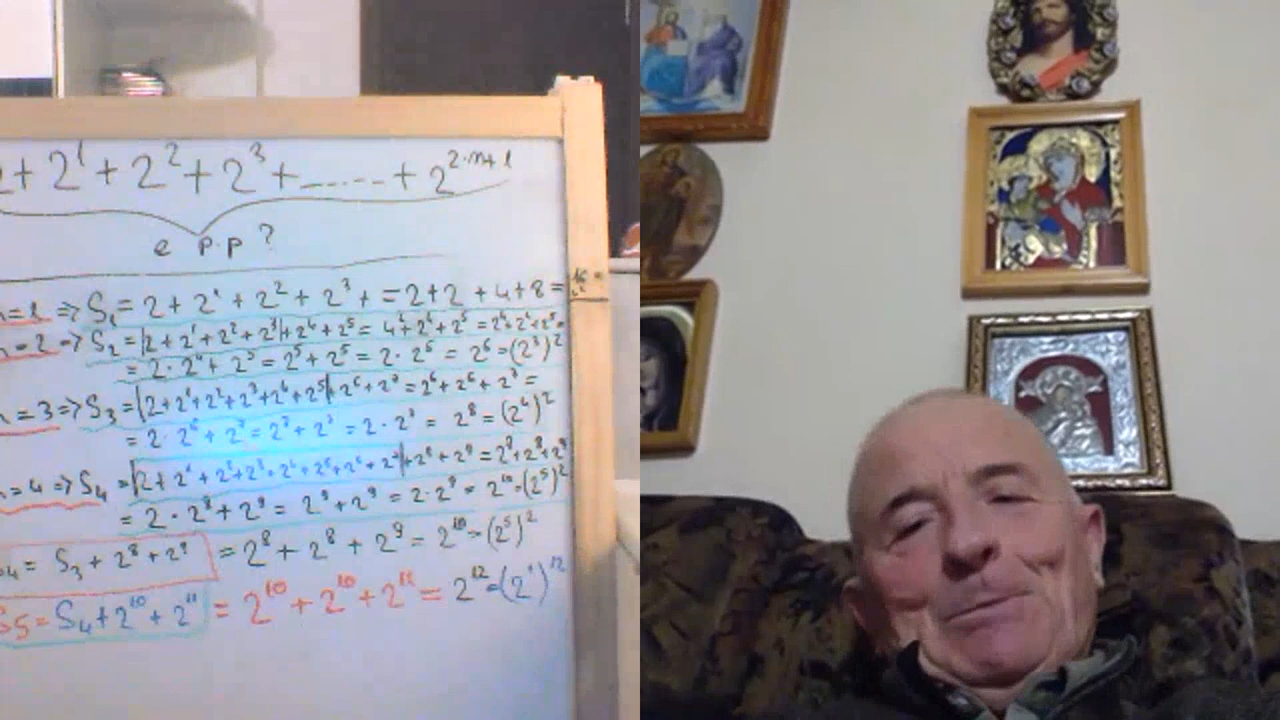 2 + 2¹ + 2² + 2³ + ...... + 2^(2·n+1)
e p.p ?
n=1 => S₁ = 2 + 2¹ + 2² + 2³ + = 2+2 +4+8 = 16 =
n=2 => S₂ = |2 + 2¹ + 2² + 2³| + 2⁴ + 2⁵ = 4² + 2⁴ + 2⁵ = 2⁴ + 2⁴ + 2⁵ =
= 2 · 2⁴ + 2⁵ = 2⁵ + 2⁵ = 2 · 2⁵ = 2⁶ = (2³)²
n=3 => S₃ = |2 + 2¹ + 2² + 2³ + 2⁴ + 2⁵| + 2⁶ + 2⁷ = 2⁶ + 2⁶ + 2⁷ =
= 2 · 2⁶ + 2⁷ = 2⁷ + 2⁷ = 2 · 2⁷ = 2⁸ = (2⁴)²
n=4 => S₄ = |2 + 2¹ + 2² + 2³ + 2⁴ + 2⁵ + 2⁶ + 2⁷| + 2⁸ + 2⁹ = 2⁸ + 2⁸ + 2⁹
= 2 · 2⁸ + 2⁹ = 2⁹ + 2⁹ = 2 · 2⁹ = 2¹⁰ = (2⁵)²
S₄ = S₃ + 2⁸ + 2⁹ = 2⁸ + 2⁸ + 2⁹ = 2¹⁰ = (2⁵)²
S5 = S₄ + 2¹⁰ + 2¹¹ = 2¹⁰ + 2¹⁰ + 2¹¹ = 2¹² = (2¹)¹²